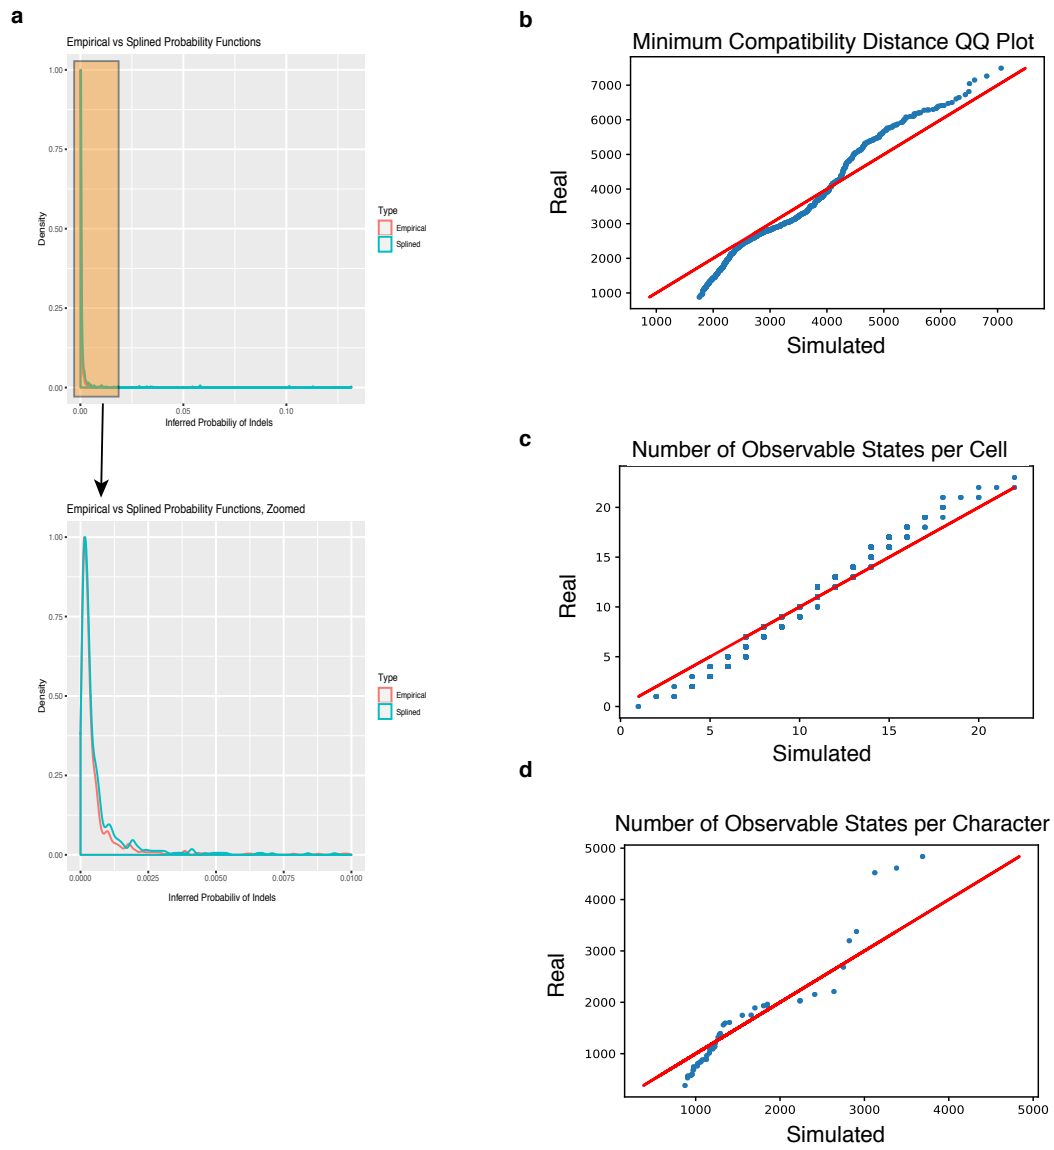 a
Empirical vs Splined Probability Functions
1.00
0.75
0.50
0.25
0.00
Density
0.00 0.05 0.10
Inferred Probabiliy of Indels
Type
Empirical
Splined
Empirical vs Splined Probability Functions, Zoomed
1.00
0.75
0.50
0.25
0.00
Density
0.0000 0.0025 0.0050 0.0075 0.0100
Inferred Probabiliv of Indels
Type
Empirical
Splined
b
Minimum Compatibility Distance QQ Plot
7000
6000
5000
4000
3000
2000
1000
Real
1000 2000 3000 4000 5000 6000 7000
Simulated
c
Number of Observable States per Cell
20
15
10
5
0
Real
0 5 10 15 20
Simulated
d
Number of Observable States per Character
5000
4000
3000
2000
1000
Real
1000 2000 3000 4000 5000
Simulated